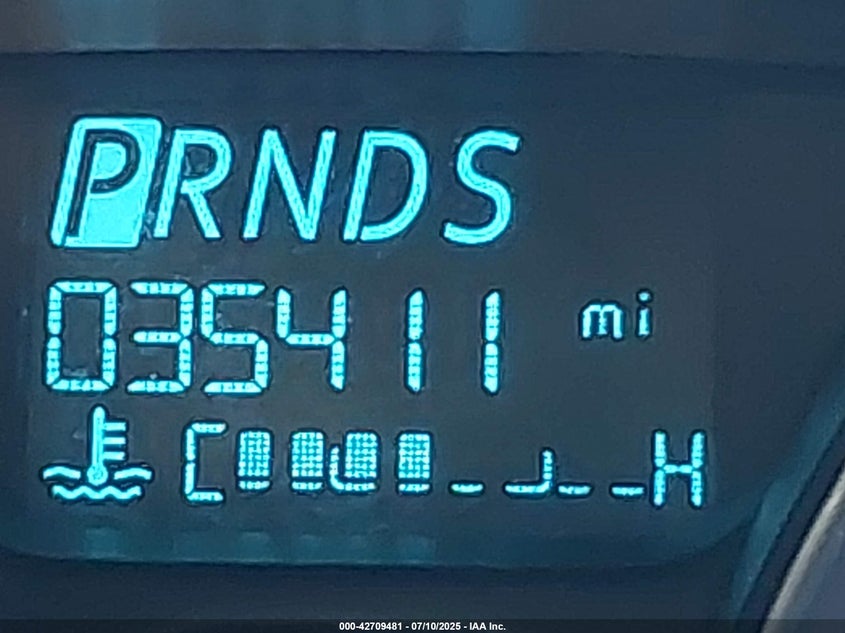 PRNDS
035411 mi
C H
000-42709481 - 07/10/2025 - IAA Inc.